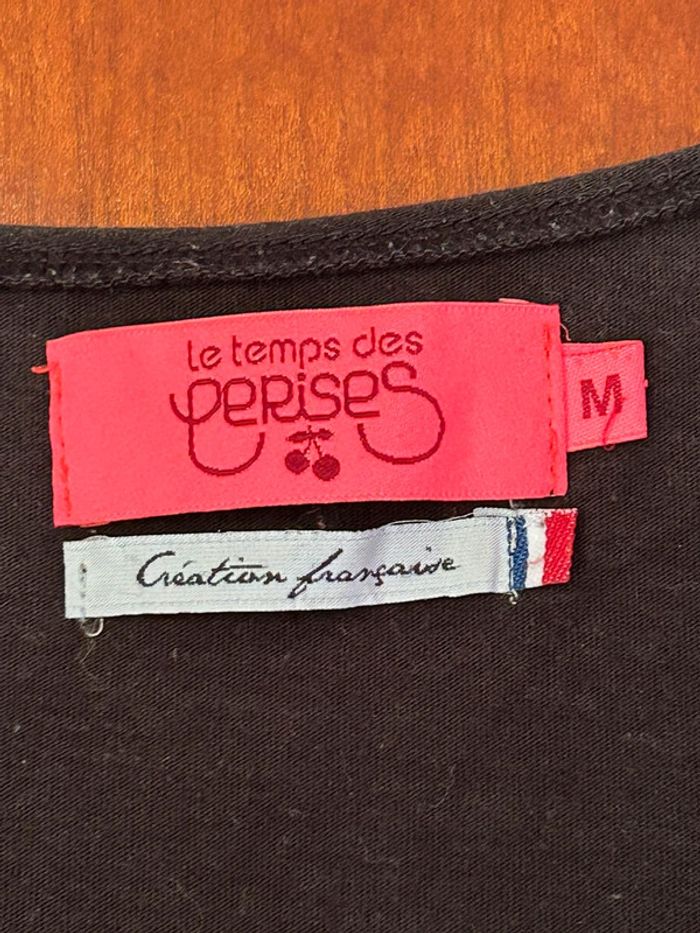 le temps des
cerises
M
Création française